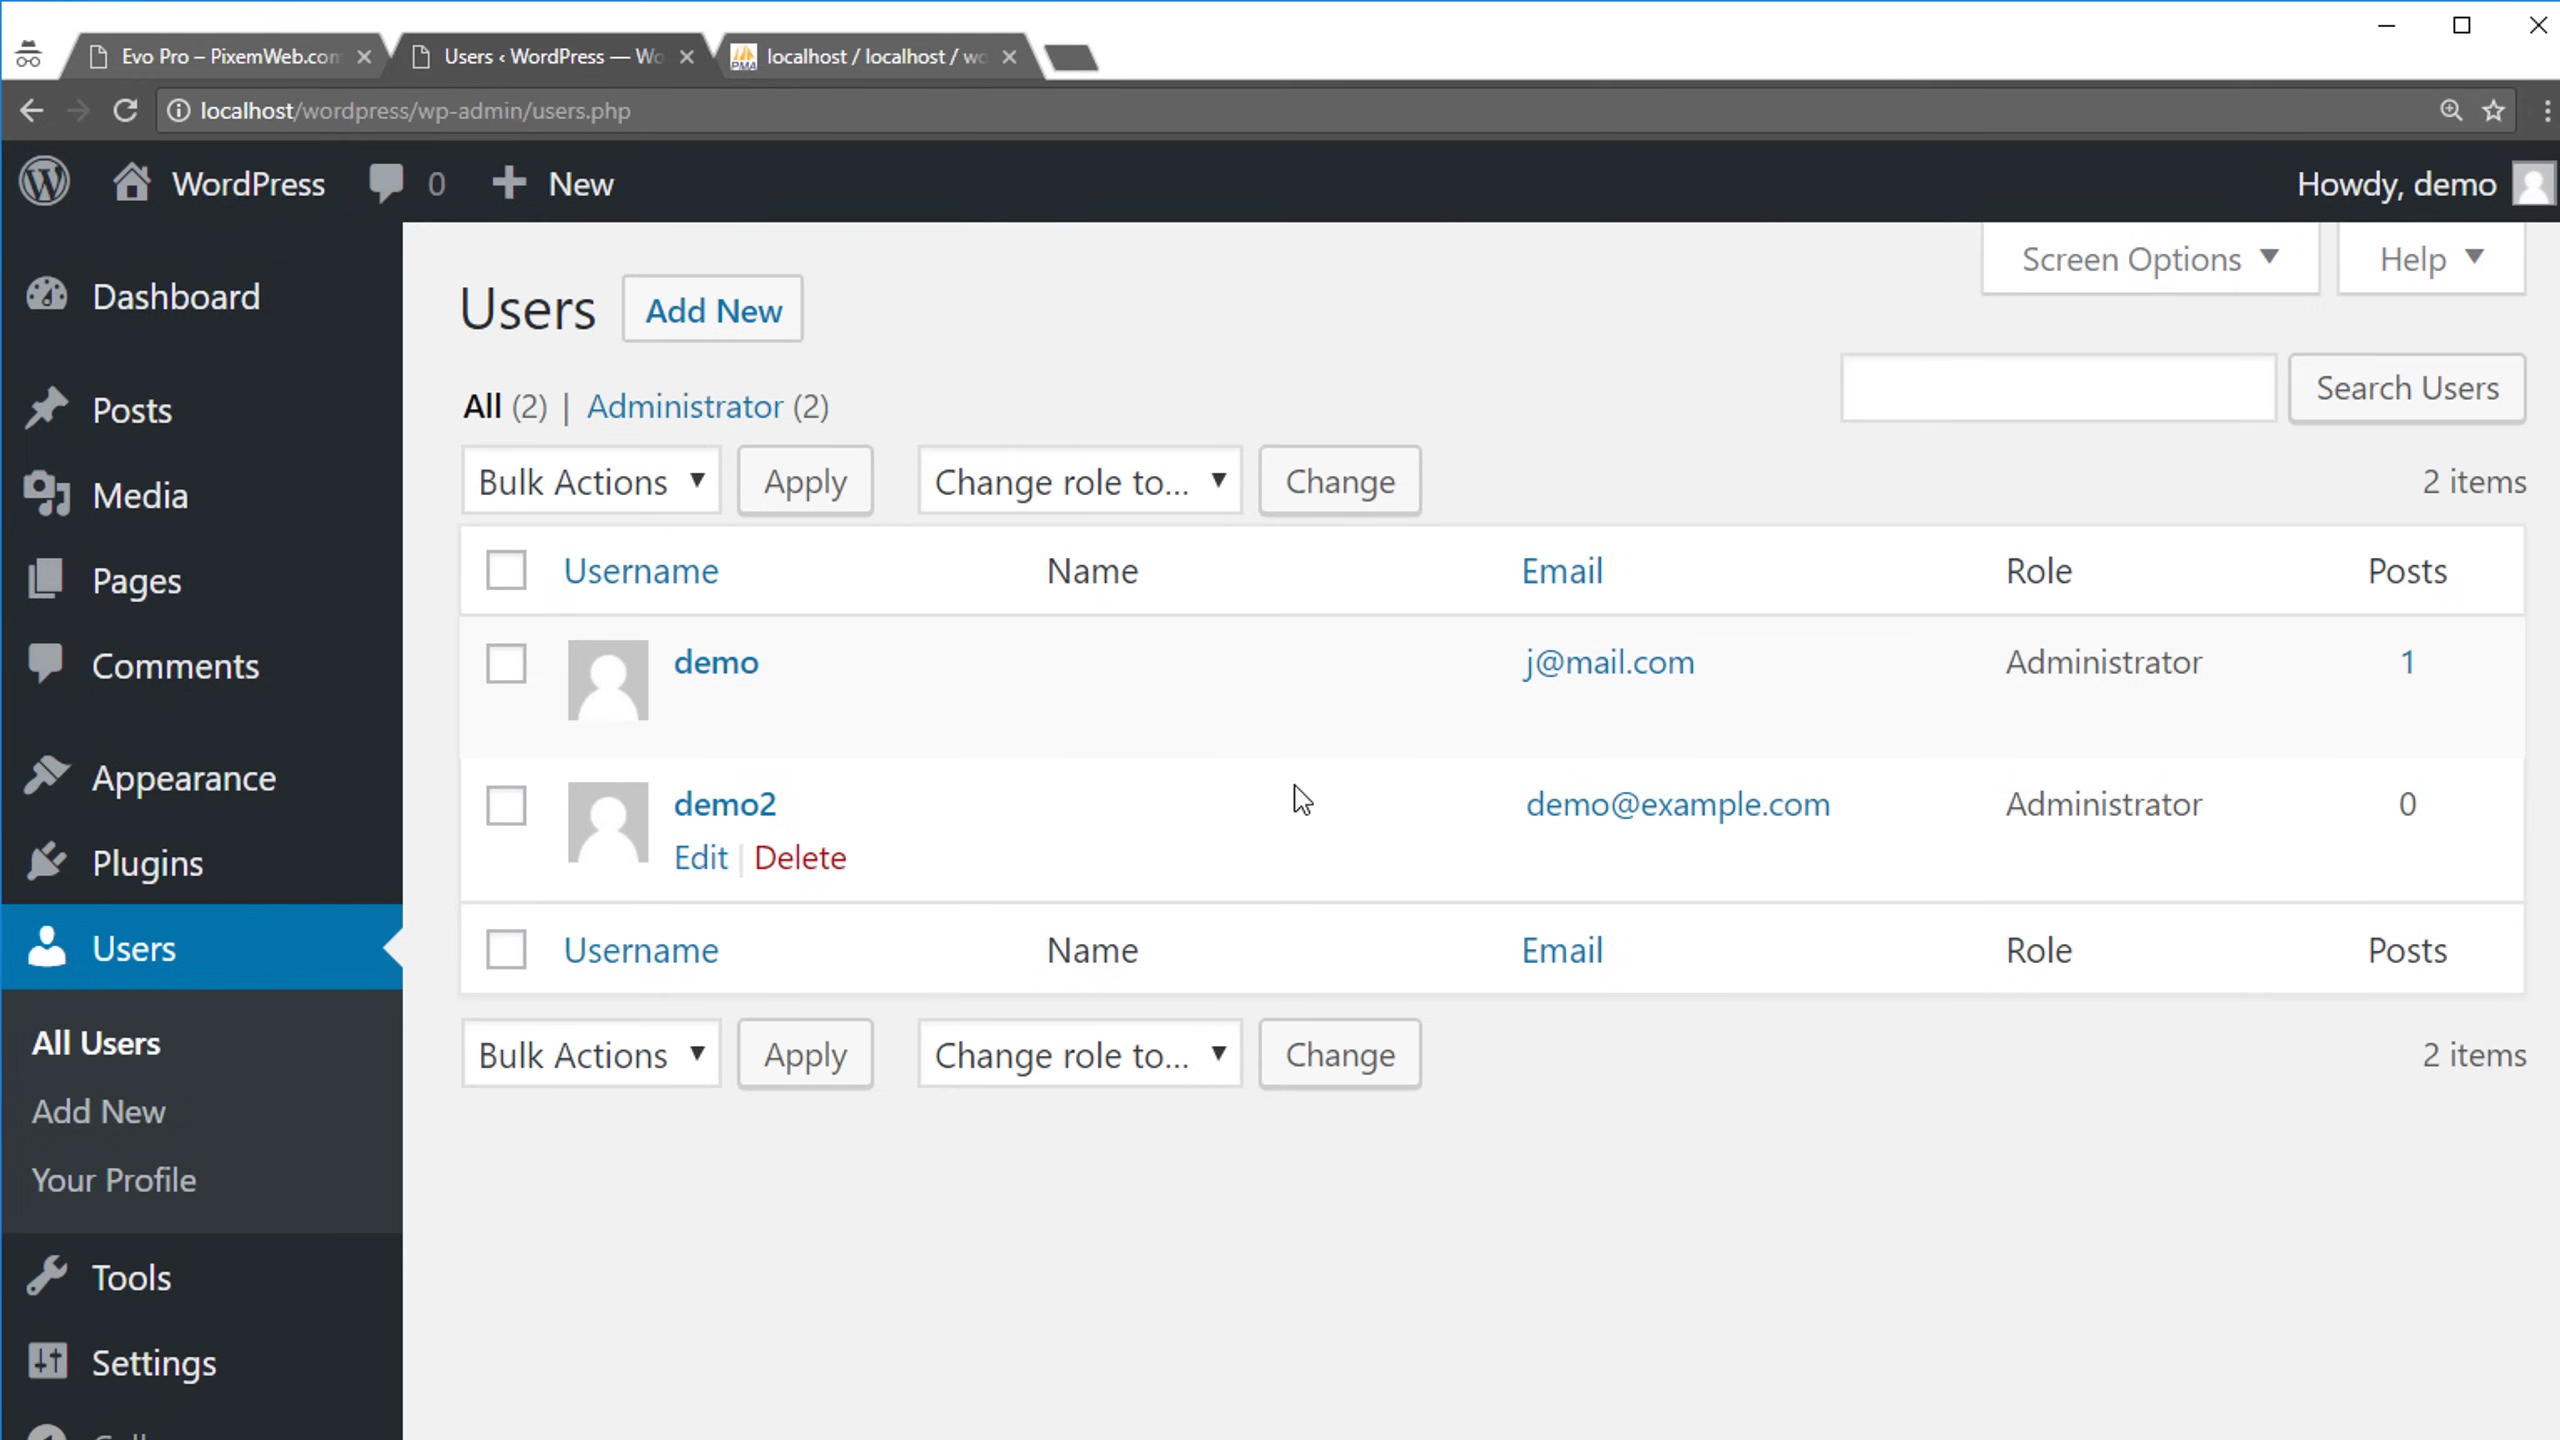 Evo Pro – PixemWeb.com
Users ‹ WordPress — Wo
localhost / localhost / wo
localhost/wordpress/wp-admin/users.php
WordPress 0 New
Howdy, demo
Screen Options Help
Dashboard
Posts
Media
Pages
Comments
Appearance
Plugins
Users
All Users
Add New
Your Profile
Tools
Settings
Users Add New
All (2) | Administrator (2)
Search Users
Bulk Actions Apply Change role to... Change 2 items
Username Name Email Role Posts
demo j@mail.com Administrator 1
demo2 demo@example.com Administrator 0
Edit | Delete
Username Name Email Role Posts
Bulk Actions Apply Change role to... Change 2 items